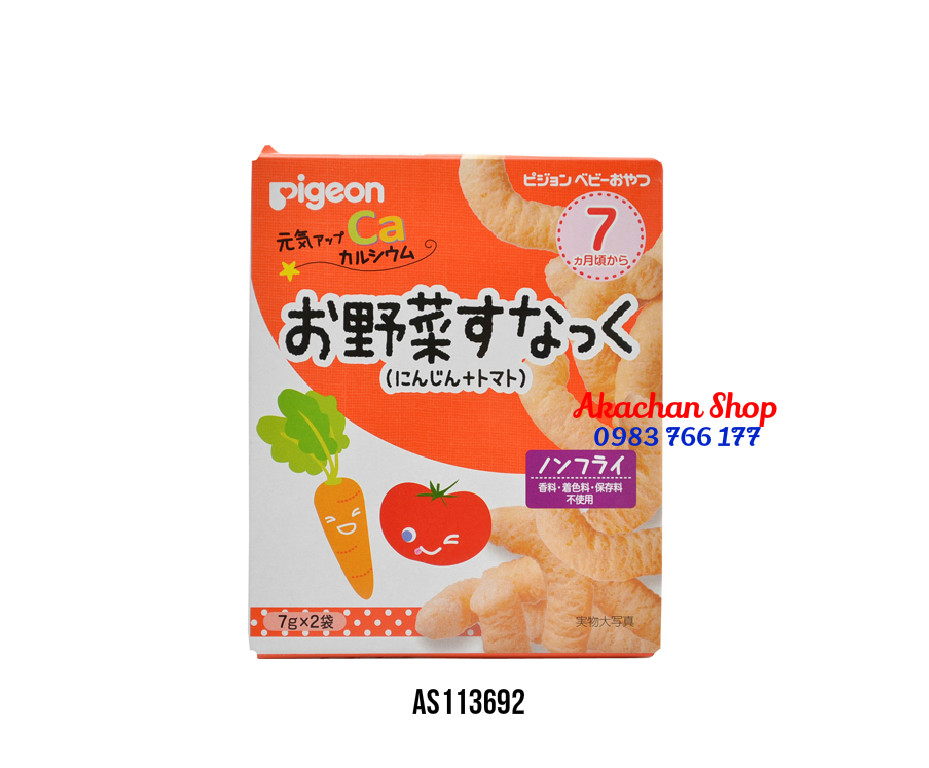 pigeon
ピジョン ベビーおやつ
元気アップ Ca
カルシウム
7
ヵ月頃から
お野菜すなっく
(にんじん+トマト)
Akachan Shop
0983 766 177
ノンフライ
香料・着色料・保存料
不使用
7g×2袋
実物大写真
AS113692